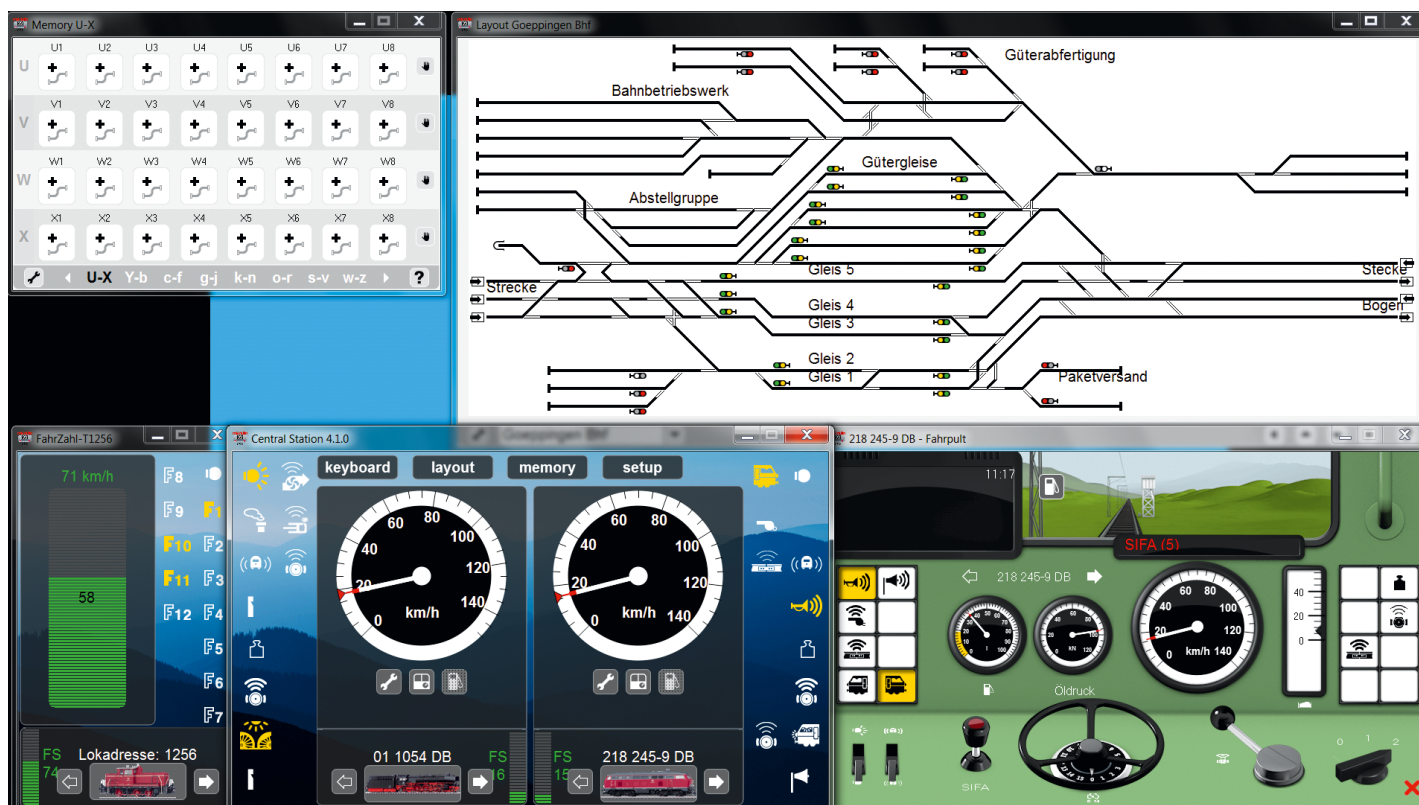 Memory U-X
U1 U2 U3 U4 U5 U6 U7 U8
U
V1 V2 V3 V4 V5 V6 V7 V8
V
W1 W2 W3 W4 W5 W6 W7 W8
W
X1 X2 X3 X4 X5 X6 X7 X8
X
U-X Y-b c-f g-j k-n o-r s-v w-z ?
Layout Goeppingen Bhf
Güterabfertigung
Bahnbetriebswerk
Gütergleise
Abstellgruppe
Gleis 5
Stecke
Strecke
Gleis 4
Bogen
Gleis 3
Gleis 2
Gleis 1
Paketversand
FahrZahl-T1256
71 km/h
58
F8
F9 F1
F10 F2
F11 F3
F12 F4
F5
F6
F7
FS
74
Lokadresse: 1256
Central Station 4.1.0
Goeppingen Bhf
keyboard layout memory setup
0 20 40 60 80 100 120 140
km/h
0 20 40 60 80 100 120 140
km/h
01 1054 DB
FS
16
FS
15
218 245-9 DB
218 245-9 DB - Fahrpult
11:17
SIFA (5)
218 245-9 DB
0 20 40 60 80 100 120 140
km/h
40
20
0
kN
Öldruck
SIFA
0 1 2